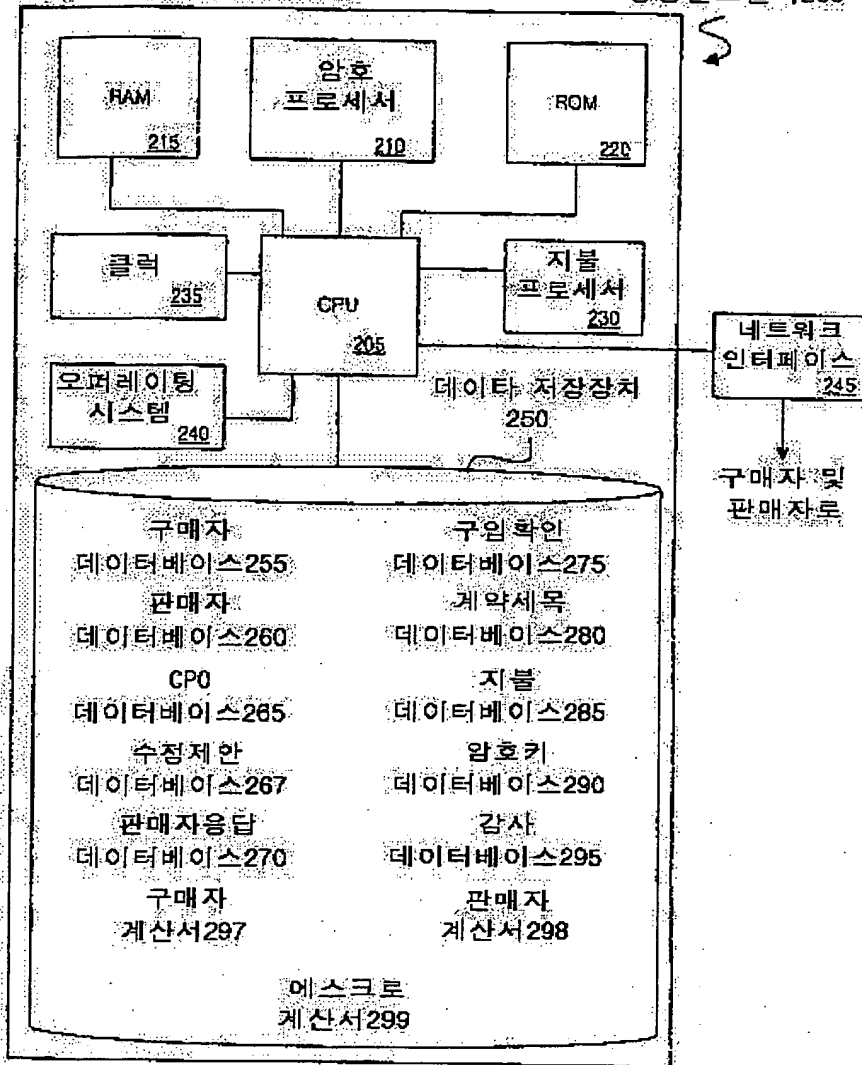 RAM
215
암호
프로세서
210
ROM
220
클럭
235
CPU
205
지불
프로세서
230
네트워크
인터페이스
245
오퍼레이팅
시스템
240
데이타 저장장치
250
구매자 및
판매자로
구매자
데이터베이스255
구입확인
데이터베이스275
판매자
데이터베이스260
계약세목
데이터베이스280
CPO
데이터베이스265
지불
데이터베이스285
수정제안
데이터베이스267
암호키
데이터베이스290
판매자응답
데이터베이스270
감사
데이터베이스295
구매자
계산서297
판매자
계산서298
에스크로
계산서299